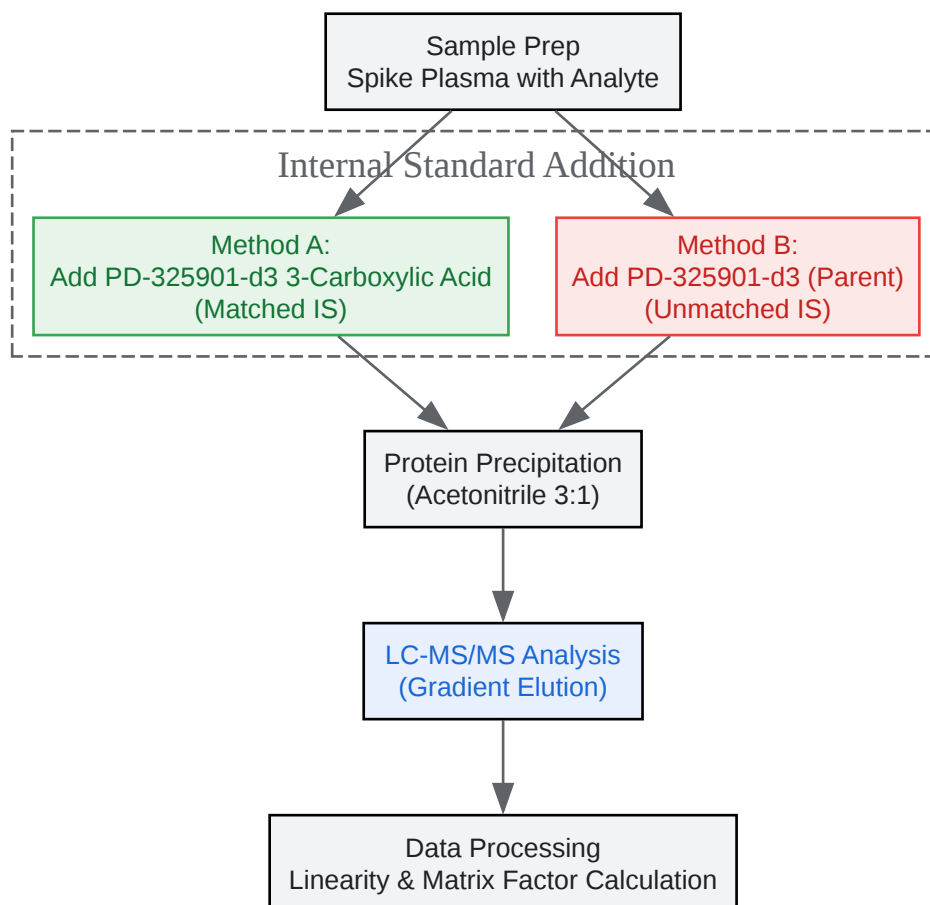 Sample Prep
Spike Plasma with Analyte
Internal Standard Addition
Method A:
Add PD-325901-d3 3-Carboxylic Acid
(Matched IS)
Method B:
Add PD-325901-d3 (Parent)
(Unmatched IS)
Protein Precipitation
(Acetonitrile 3:1)
LC-MS/MS Analysis
(Gradient Elution)
Data Processing
Linearity & Matrix Factor Calculation